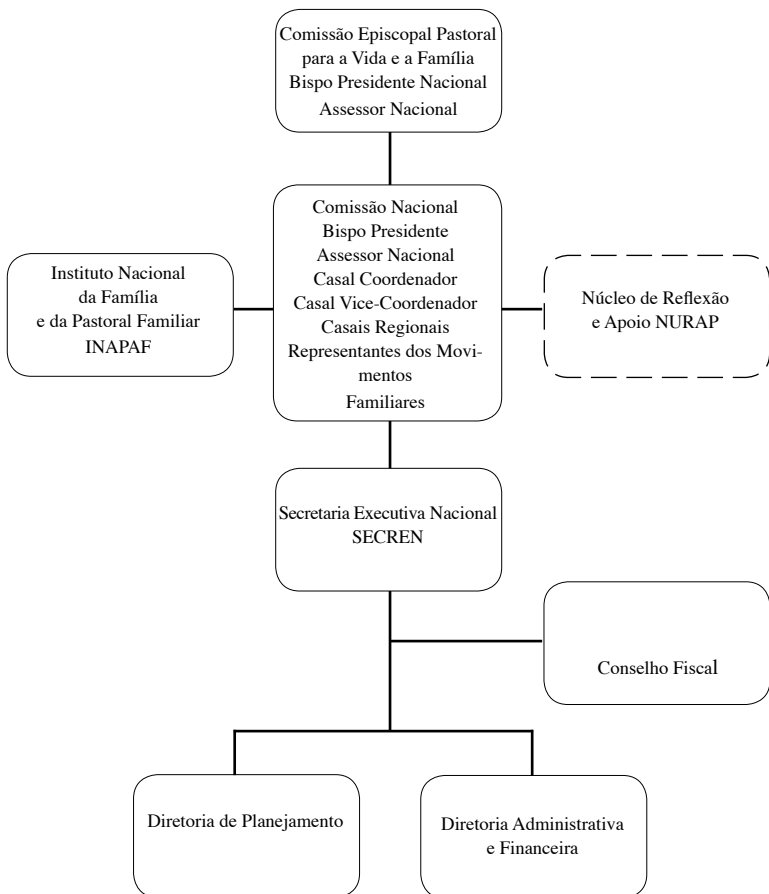 Comissão Episcopal Pastoral
para a Vida e a Família
Bispo Presidente Nacional
Assessor Nacional
Comissão Nacional
Bispo Presidente
Assessor Nacional
Casal Coordenador
Casal Vice-Coordenador
Casais Regionais
Representantes dos Movi-
mentos
Familiares
Instituto Nacional
da Família
e da Pastoral Familiar
INAPAF
Núcleo de Reflexão
e Apoio NURAP
Secretaria Executiva Nacional
SECREN
Conselho Fiscal
Diretoria de Planejamento
Diretoria Administrativa
e Financeira